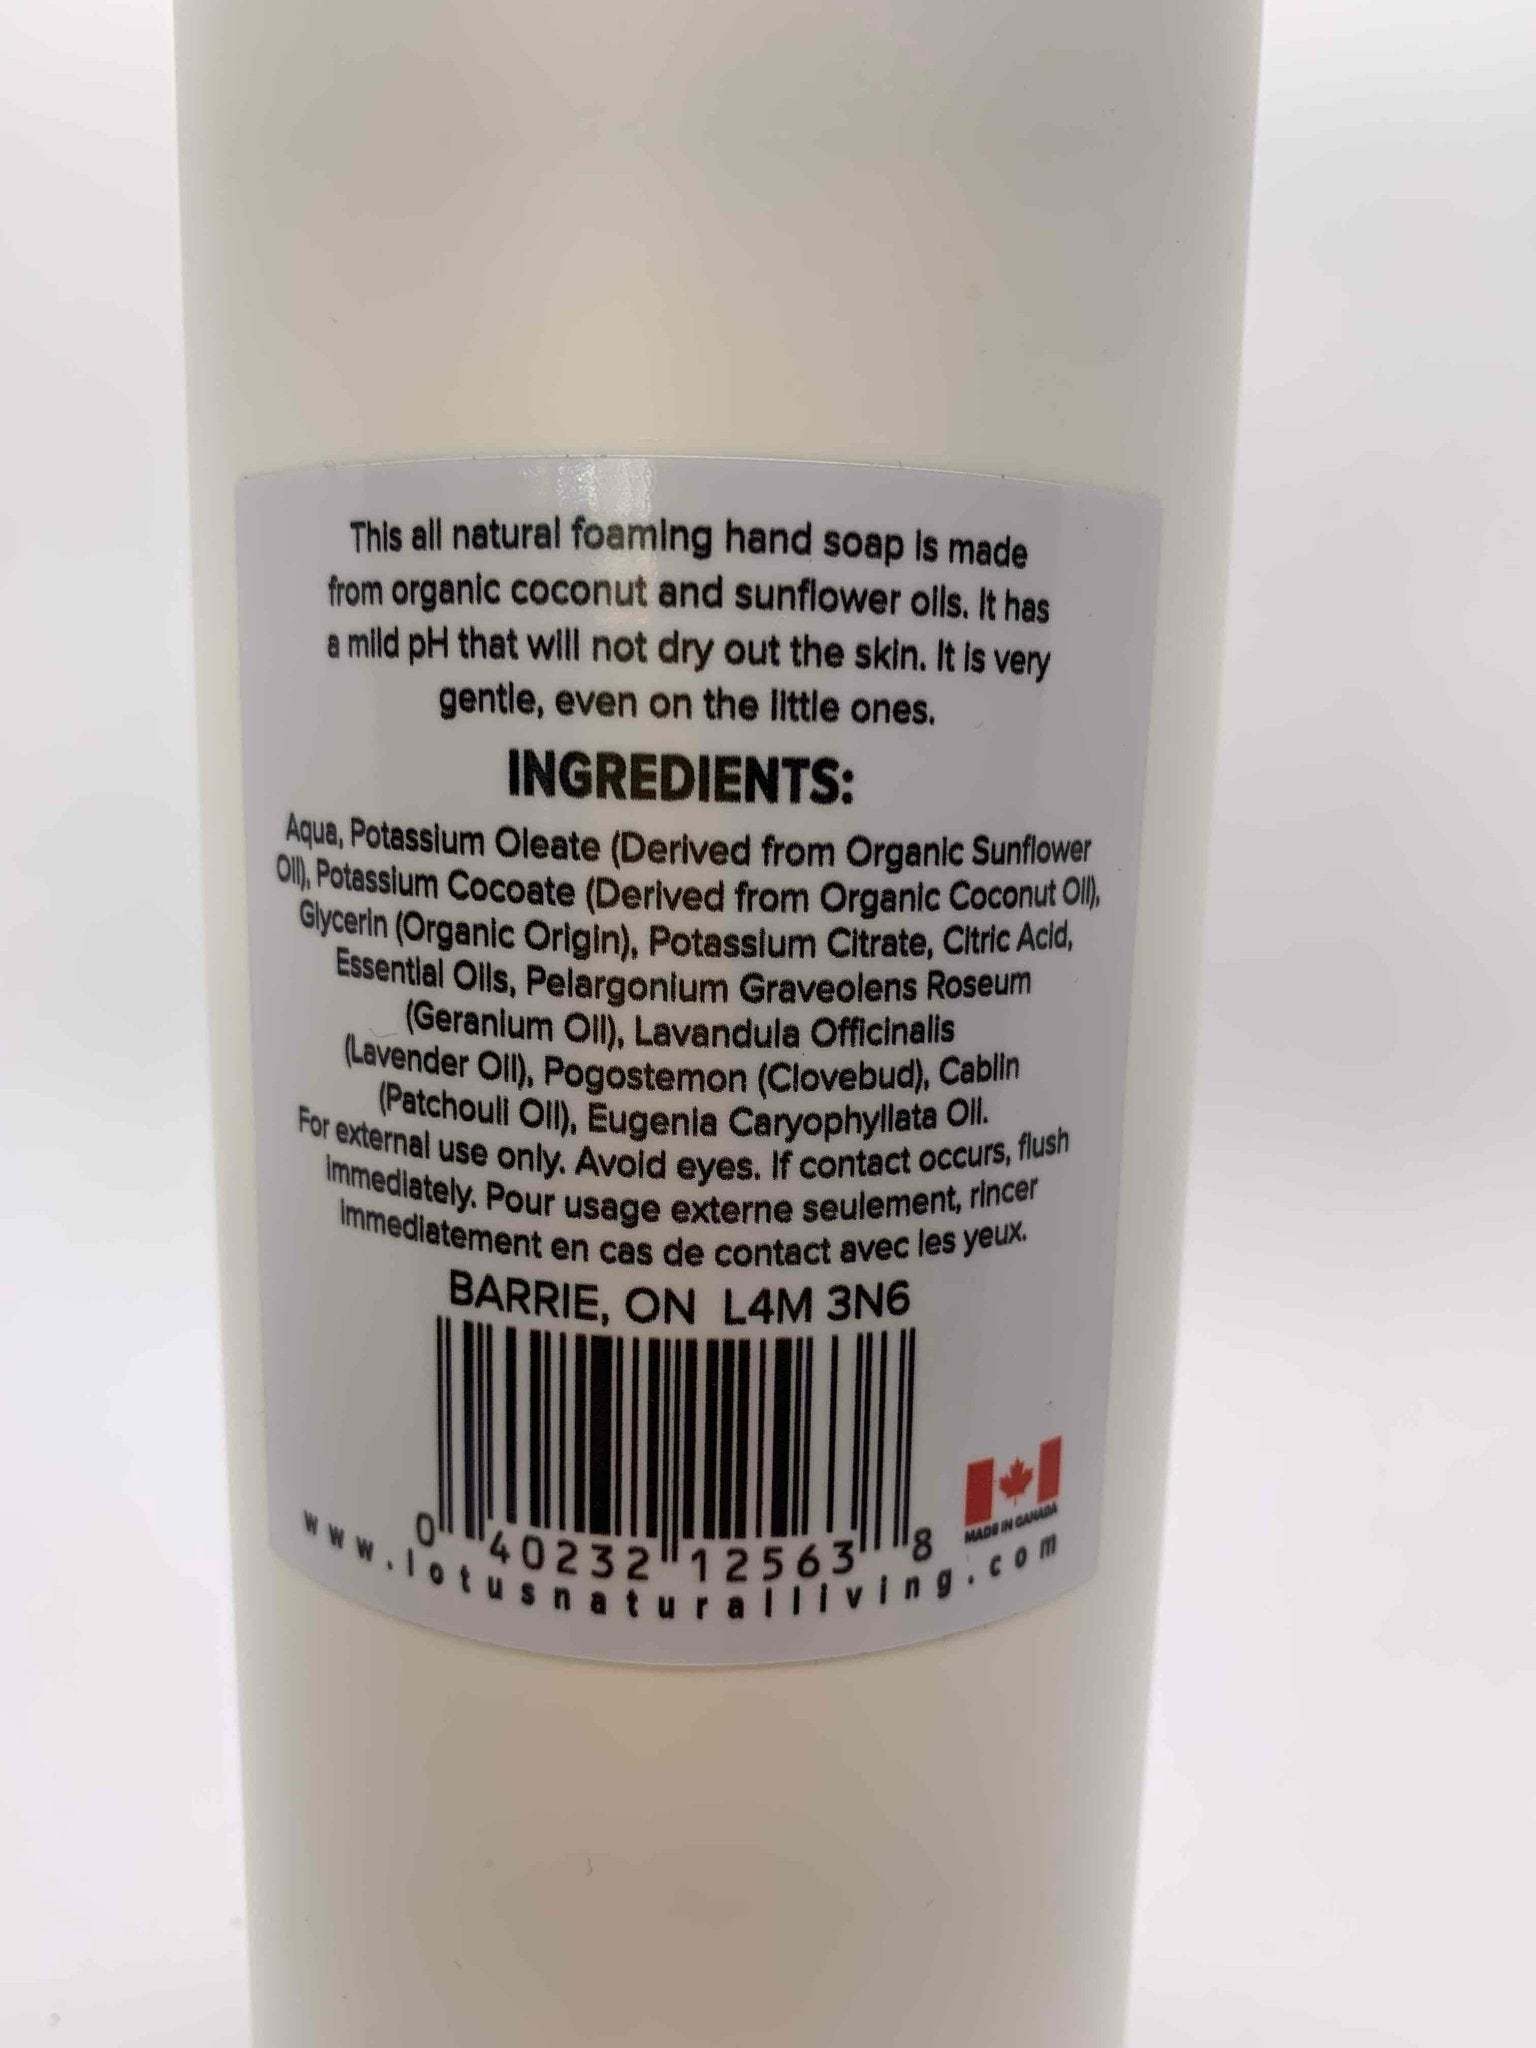 This all natural foaming hand soap is made
from organic coconut and sunflower oils. It has
a mild pH that will not dry out the skin. It is very
gentle, even on the little ones.
INGREDIENTS:
Aqua, Potassium Oleate (Derived from Organic Sunflower
Oil), Potassium Cocoate (Derived from Organic Coconut Oil),
Glycerin (Organic Origin), Potassium Citrate, Citric Acid,
Essential Oils, Pelargonium Graveolens Roseum
(Geranium Oil), Lavandula Officinalis
(Lavender Oil), Pogostemon (Clovebud), Cablin
(Patchouli Oil), Eugenia Caryophyllata Oil.
For external use only. Avoid eyes. If contact occurs, flush
immediately. Pour usage externe seulement, rincer
immediatement en cas de contact avec les yeux.
BARRIE, ON L4M 3N6
0 40232 12563 8
MADE IN CANADA
www.lotusnaturalliving.com